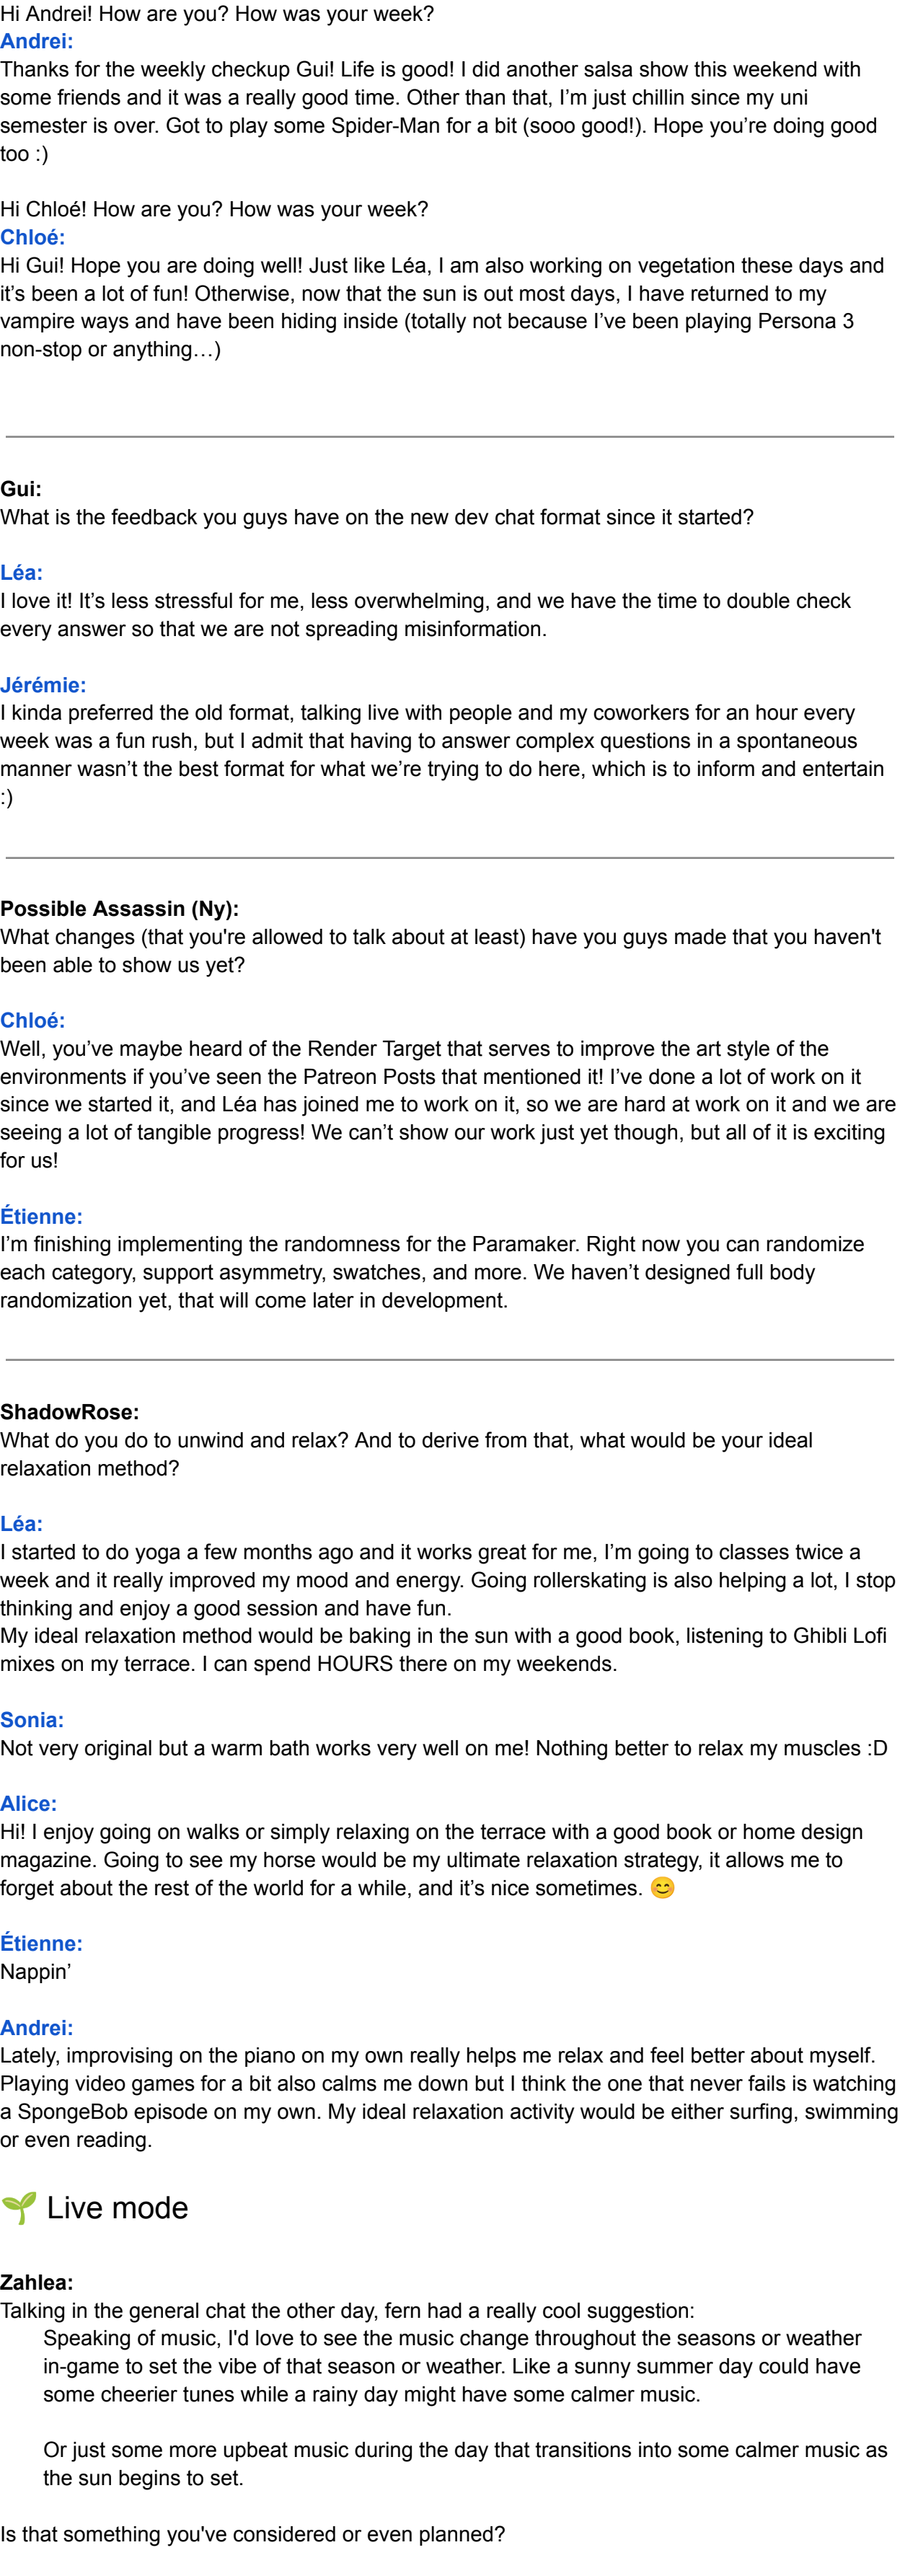 Hi Andrei! How are you? How was your week?
Andrei:
Thanks for the weekly checkup Gui! Life is good! I did another salsa show this weekend with
some friends and it was a really good time. Other than that, I’m just chillin since my uni
semester is over. Got to play some Spider-Man for a bit (sooo good!). Hope you’re doing good
too :)
Hi Chloé! How are you? How was your week?
Chloé:
Hi Gui! Hope you are doing well! Just like Léa, I am also working on vegetation these days and
it’s been a lot of fun! Otherwise, now that the sun is out most days, I have returned to my
vampire ways and have been hiding inside (totally not because I’ve been playing Persona 3
non-stop or anything…)
Gui:
What is the feedback you guys have on the new dev chat format since it started?
Léa:
I love it! It’s less stressful for me, less overwhelming, and we have the time to double check
every answer so that we are not spreading misinformation.
Jérémie:
I kinda preferred the old format, talking live with people and my coworkers for an hour every
week was a fun rush, but I admit that having to answer complex questions in a spontaneous
manner wasn’t the best format for what we’re trying to do here, which is to inform and entertain
:)
Possible Assassin (Ny):
What changes (that you're allowed to talk about at least) have you guys made that you haven't
been able to show us yet?
Chloé:
Well, you’ve maybe heard of the Render Target that serves to improve the art style of the
environments if you’ve seen the Patreon Posts that mentioned it! I’ve done a lot of work on it
since we started it, and Léa has joined me to work on it, so we are hard at work on it and we are
seeing a lot of tangible progress! We can’t show our work just yet though, but all of it is exciting
for us!
Étienne:
I’m finishing implementing the randomness for the Paramaker. Right now you can randomize
each category, support asymmetry, swatches, and more. We haven’t designed full body
randomization yet, that will come later in development.
ShadowRose:
What do you do to unwind and relax? And to derive from that, what would be your ideal
relaxation method?
Léa:
I started to do yoga a few months ago and it works great for me, I’m going to classes twice a
week and it really improved my mood and energy. Going rollerskating is also helping a lot, I stop
thinking and enjoy a good session and have fun.
My ideal relaxation method would be baking in the sun with a good book, listening to Ghibli Lofi
mixes on my terrace. I can spend HOURS there on my weekends.
Sonia:
Not very original but a warm bath works very well on me! Nothing better to relax my muscles :D
Alice:
Hi! I enjoy going on walks or simply relaxing on the terrace with a good book or home design
magazine. Going to see my horse would be my ultimate relaxation strategy, it allows me to
forget about the rest of the world for a while, and it’s nice sometimes. 😊
Étienne:
Nappin’
Andrei:
Lately, improvising on the piano on my own really helps me relax and feel better about myself.
Playing video games for a bit also calms me down but I think the one that never fails is watching
a SpongeBob episode on my own. My ideal relaxation activity would be either surfing, swimming
or even reading.
🌱 Live mode
Zahlea:
Talking in the general chat the other day, fern had a really cool suggestion:
Speaking of music, I'd love to see the music change throughout the seasons or weather
in-game to set the vibe of that season or weather. Like a sunny summer day could have
some cheerier tunes while a rainy day might have some calmer music.
Or just some more upbeat music during the day that transitions into some calmer music as
the sun begins to set.
Is that something you've considered or even planned?